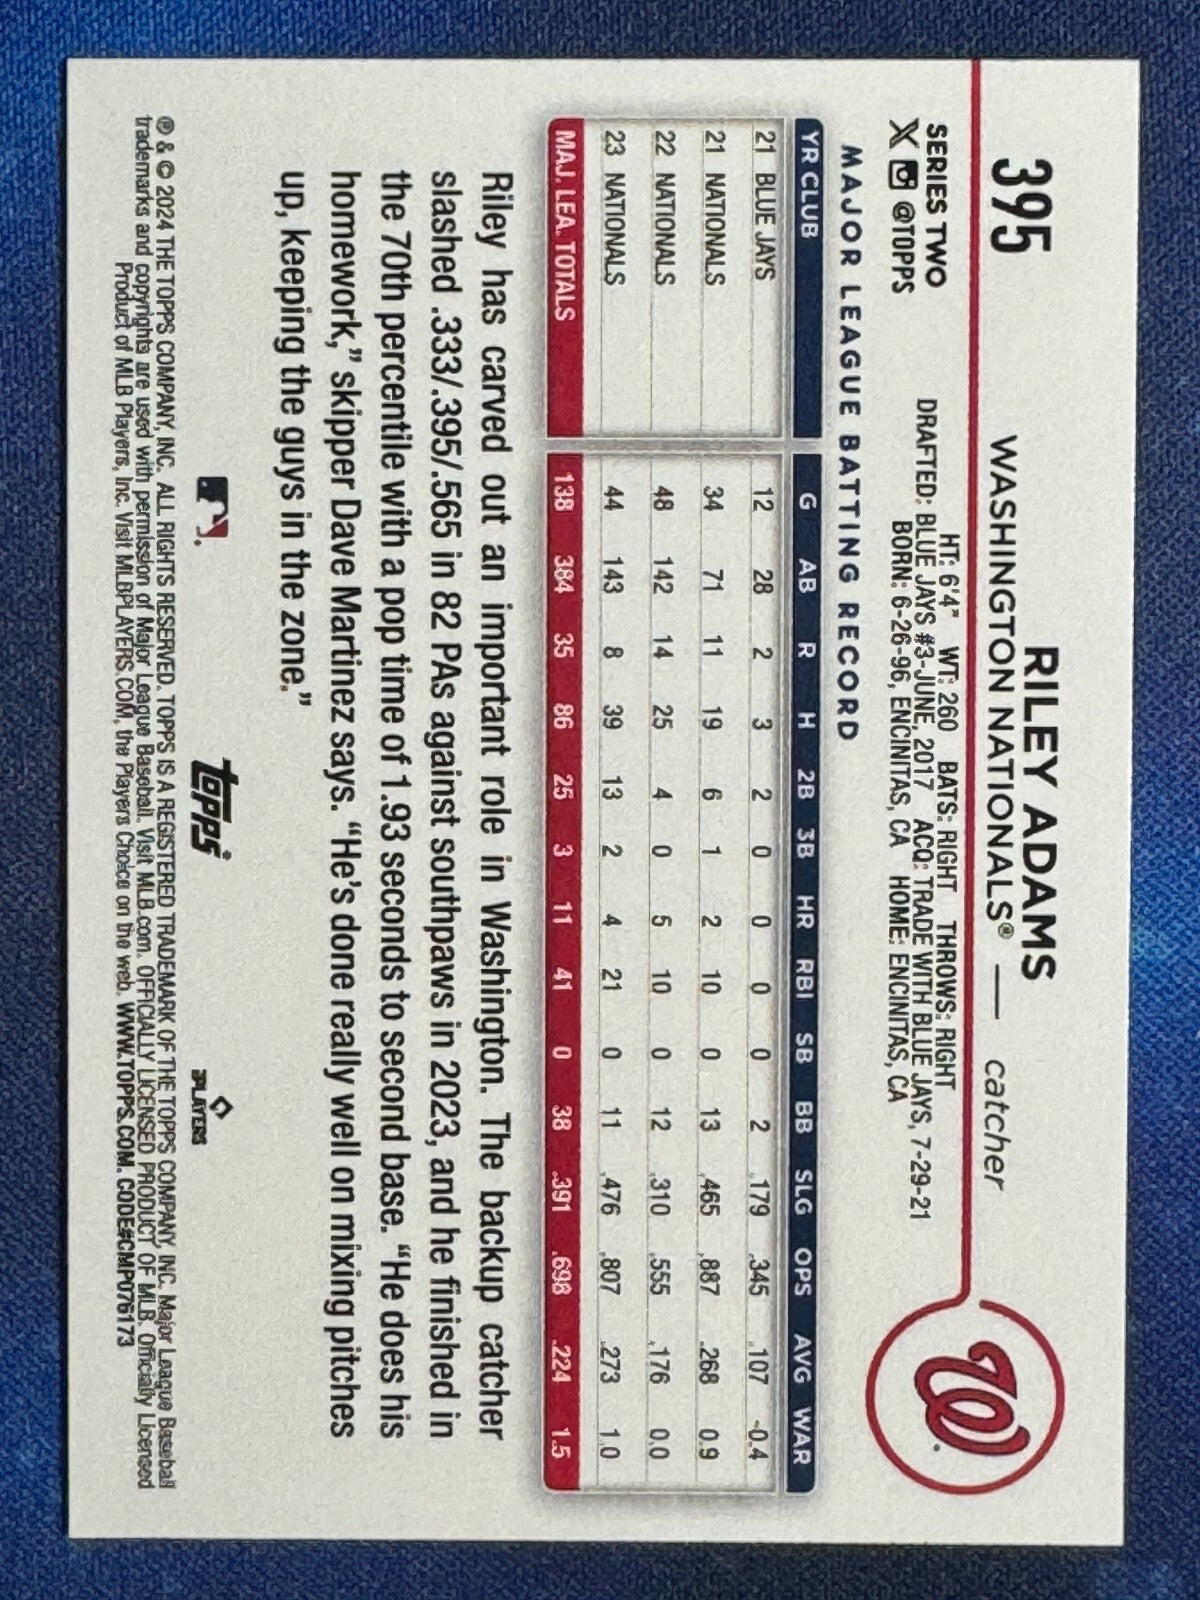 395
RILEY ADAMS
WASHINGTON NATIONALS® — catcher
SERIES TWO
@TOPPS
HT: 6'4" WT: 260 BATS: RIGHT THROWS: RIGHT
DRAFTED: BLUE JAYS #3-JUNE, 2017 ACQ: TRADE WITH BLUE JAYS, 7-29-21
BORN: 6-26-96, ENCINITAS, CA HOME: ENCINITAS, CA
W
MAJOR LEAGUE BATTING RECORD
YR CLUB G AB R H 2B 3B HR RBI SB BB SLG OPS AVG WAR
21 BLUE JAYS 12 28 2 3 2 0 0 0 0 2 .179 .345 .107 -0.4
21 NATIONALS 34 71 11 19 6 1 2 10 0 13 .465 .887 .268 0.9
22 NATIONALS 48 142 14 25 4 0 5 10 0 12 .310 .555 .176 0.0
23 NATIONALS 44 143 8 39 13 2 4 21 0 11 .476 .807 .273 1.0
MAJ. LEA. TOTALS 138 384 35 86 25 3 11 41 0 38 .391 .698 .224 1.5
Riley has carved out an important role in Washington. The backup catcher
slashed .333/.395/.565 in 82 PAs against southpaws in 2023, and he finished in
the 70th percentile with a pop time of 1.93 seconds to second base. “He does his
homework,” skipper Dave Martinez says. “He’s done really well on mixing pitches
up, keeping the guys in the zone.”
topps
PLAYERS
® & © 2024 THE TOPPS COMPANY, INC. ALL RIGHTS RESERVED. TOPPS IS A REGISTERED TRADEMARK OF THE TOPPS COMPANY, INC. Major League Baseball
trademarks and copyrights are used with permission of Major League Baseball. Visit MLB.com. OFFICIALLY LICENSED PRODUCT OF MLB. Officially Licensed
Product of MLB Players, Inc. Visit MLBPLAYERS.COM, the Players Choice on the web. WWW.TOPPS.COM. CODE#CMP076173